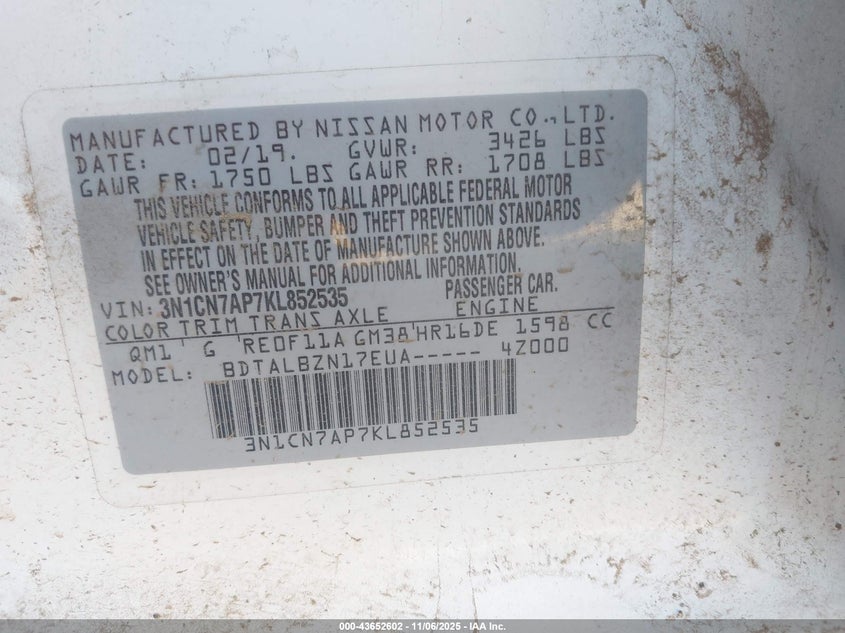 MANUFACTURED BY NISSAN MOTOR CO., LTD.
DATE: 02/19. GVWR: 3426 LBS
GAWR FR: 1750 LBS GAWR RR: 1708 LBS
THIS VEHICLE CONFORMS TO ALL APPLICABLE FEDERAL MOTOR
VEHICLE SAFETY, BUMPER AND THEFT PREVENTION STANDARDS
IN EFFECT ON THE DATE OF MANUFACTURE SHOWN ABOVE.
SEE OWNER'S MANUAL FOR ADDITIONAL INFORMATION.
VIN: 3N1CN7AP7KL852535 PASSENGER CAR.
COLOR TRIM TRANS AXLE ENGINE
QM1 ' G 'RE0F11A GM38'HR16DE 1598 CC
MODEL: BDTALBZN17EUA----- 4Z000
3N1CN7AP7KL852535
000-43652602 - 11/06/2025 - IAA Inc.